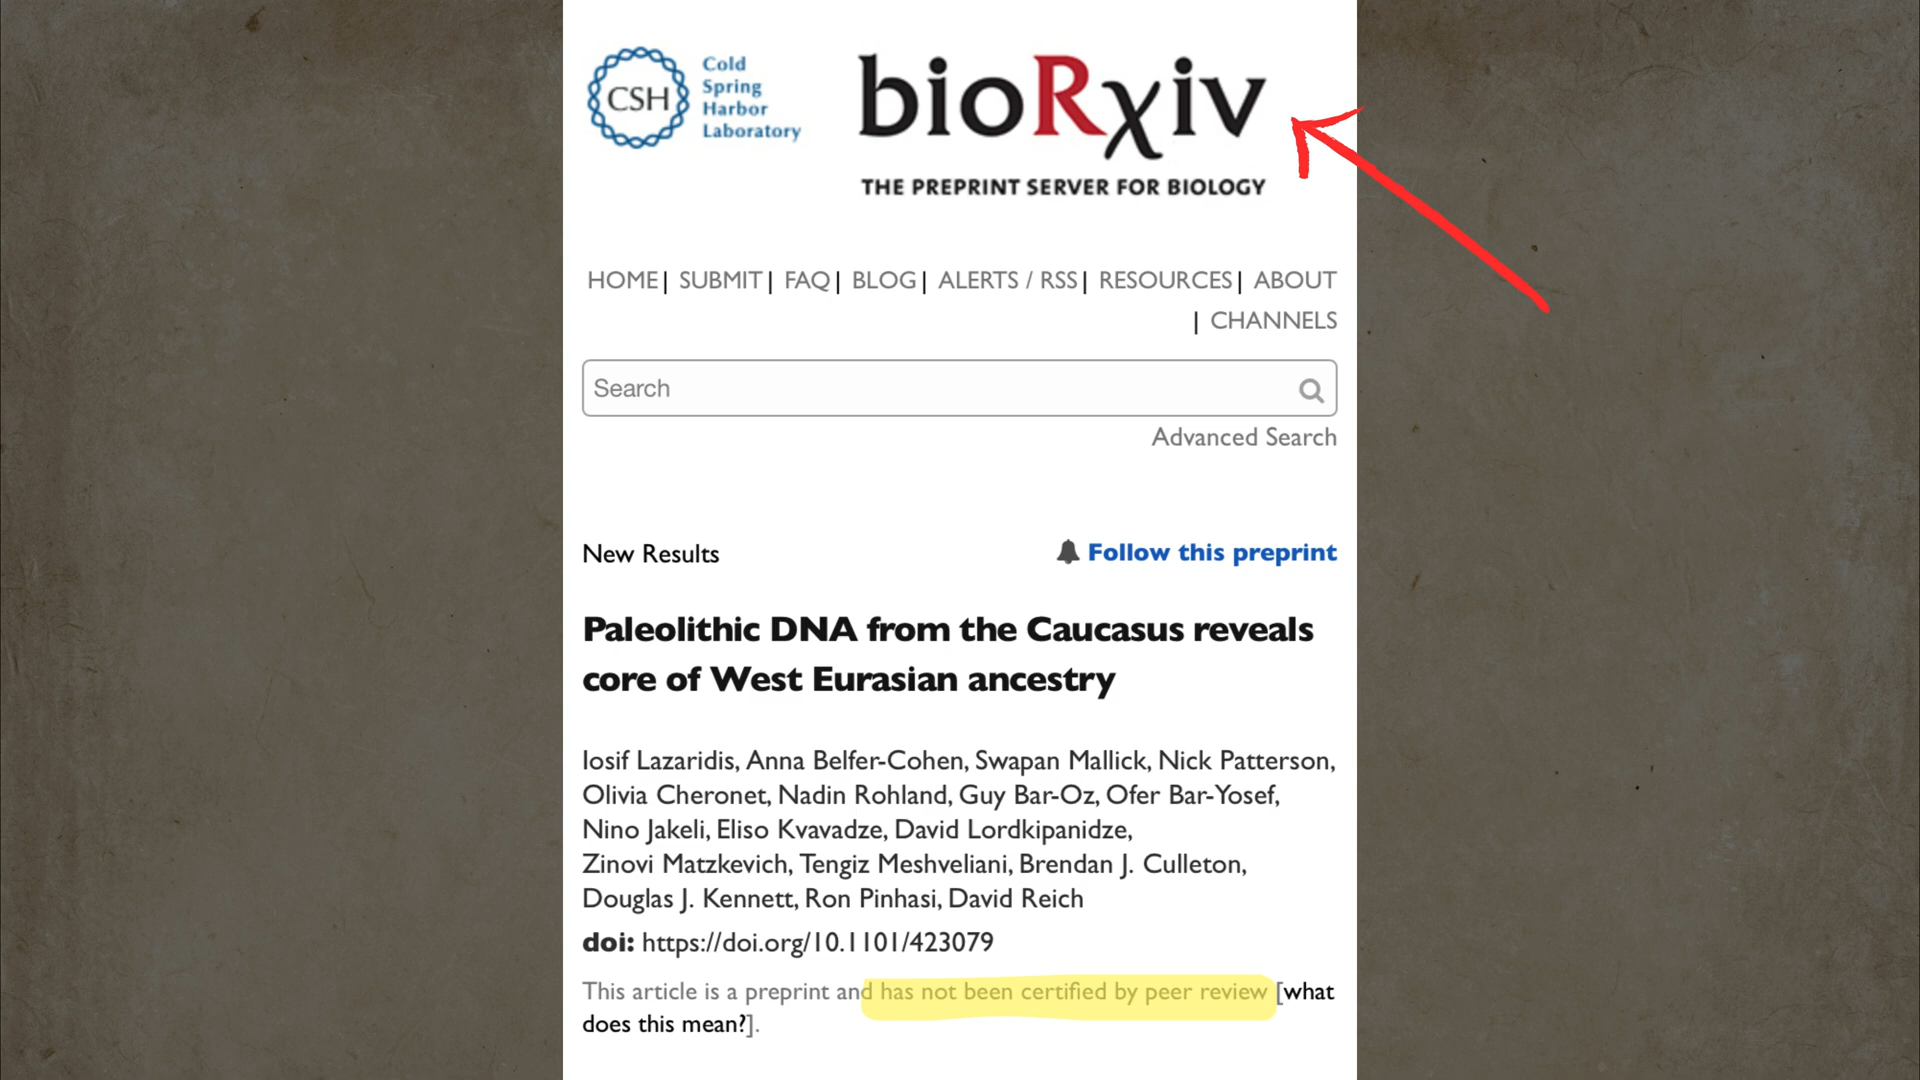 CSH
Cold
Spring
Harbor
Laboratory
bioRχiv
THE PREPRINT SERVER FOR BIOLOGY
HOME| SUBMIT| FAQ| BLOG| ALERTS / RSS| RESOURCES| ABOUT
| CHANNELS
Search
Advanced Search
New Results
Follow this preprint
Paleolithic DNA from the Caucasus reveals
core of West Eurasian ancestry
Iosif Lazaridis, Anna Belfer-Cohen, Swapan Mallick, Nick Patterson,
Olivia Cheronet, Nadin Rohland, Guy Bar-Oz, Ofer Bar-Yosef,
Nino Jakeli, Eliso Kvavadze, David Lordkipanidze,
Zinovi Matzkevich, Tengiz Meshveliani, Brendan J. Culleton,
Douglas J. Kennett, Ron Pinhasi, David Reich
doi: https://doi.org/10.1101/423079
This article is a preprint and has not been certified by peer review [what
does this mean?].